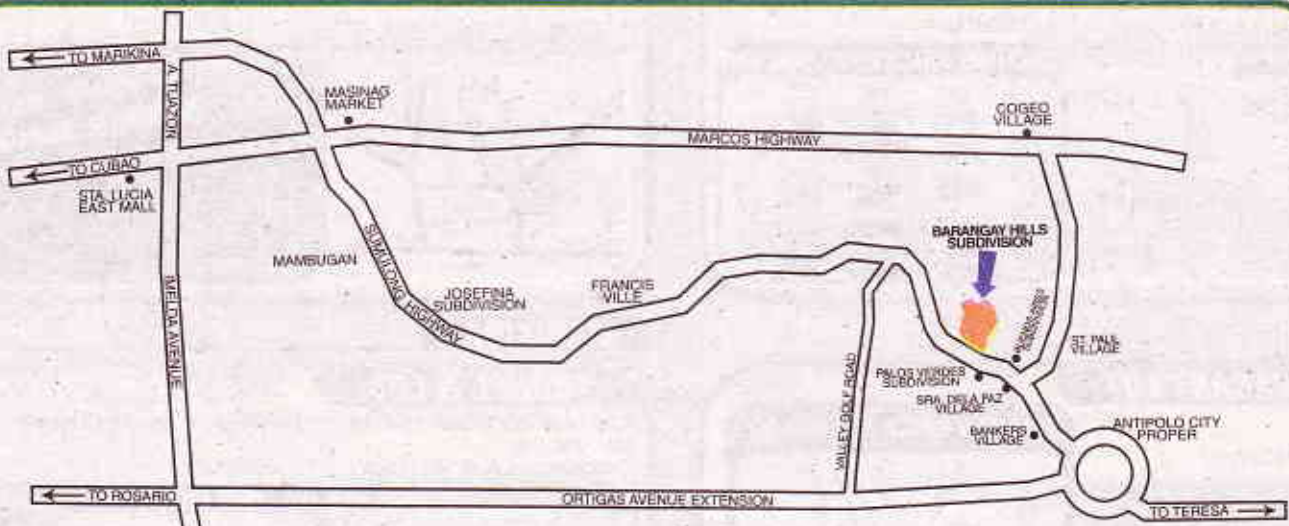 TO MARIKINA
A. TUAZON
MASINAG
MARKET
COGEO
VILLAGE
MARCOS HIGHWAY
TO CUBAO
STA. LUCIA
EAST MALL
BARANGAY HILLS
SUBDIVISION
MAMBUGAN
SUMULONG HIGHWAY
JOSEFINA
SUBDIVISION
FRANCIS
VILLE
IMELDA AVENUE
ST. PAUL
VILLAGE
VALLEY GOLF ROAD
PALOS VERDES
SUBDIVISION
SRA. DELA PAZ
VILLAGE
BANKERS
VILLAGE
ANTIPOLO CITY
PROPER
TO ROSARIO
ORTIGAS AVENUE EXTENSION
TO TERESA